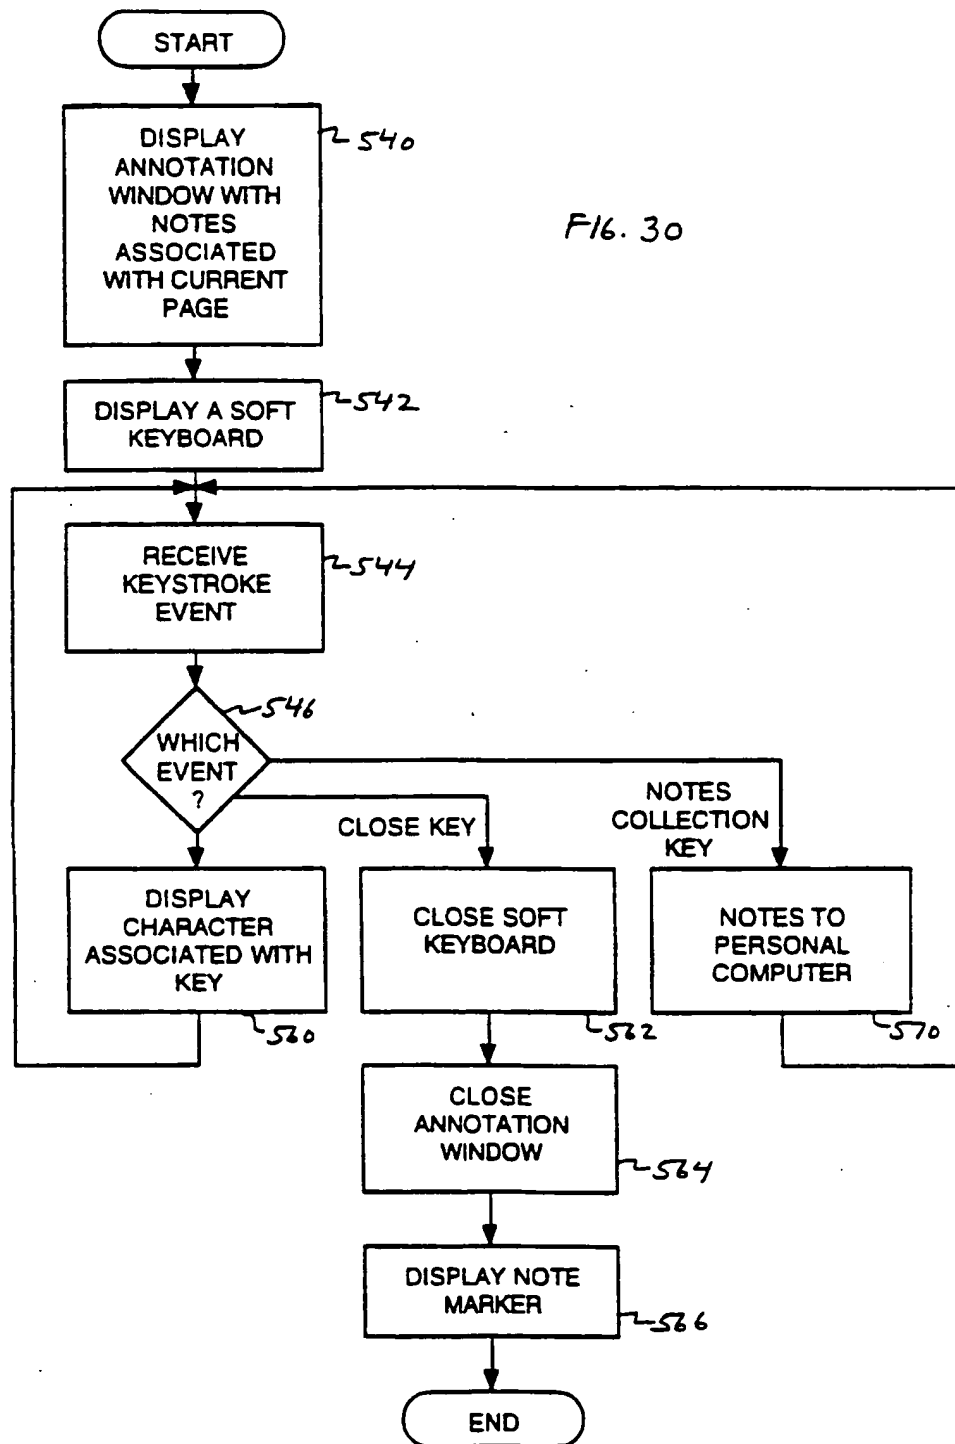 START
DISPLAY
ANNOTATION
WINDOW WITH
NOTES
ASSOCIATED
WITH CURRENT
PAGE
540
FIG. 30
DISPLAY A SOFT
KEYBOARD
542
RECEIVE
KEYSTROKE
EVENT
544
WHICH
EVENT
?
546
CLOSE KEY
NOTES
COLLECTION
KEY
DISPLAY
CHARACTER
ASSOCIATED WITH
KEY
560
CLOSE SOFT
KEYBOARD
562
NOTES TO
PERSONAL
COMPUTER
570
CLOSE
ANNOTATION
WINDOW
564
DISPLAY NOTE
MARKER
566
END